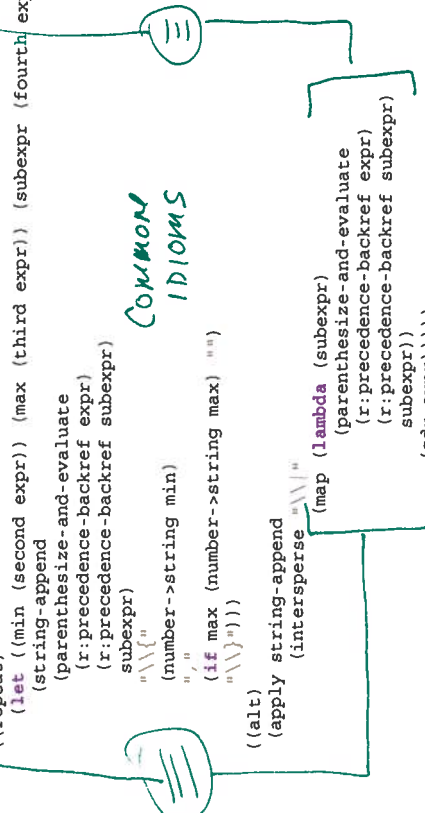 (let ((min (second expr)) (max (third expr)) (subexpr (fourth
(string-append
(parenthesize-and-evaluate
(r:precedence-backref expr)
(r:precedence-backref subexpr)
subexpr)
"\\{"
(number->string min)
","
(if max (number->string max) "")
"\\}")))
((alt)
(apply string-append
(intersperse "\\|"
(map (lambda (subexpr)
(parenthesize-and-evaluate
(r:precedence-backref expr)
(r:precedence-backref subexpr)
subexpr))
COMMON
IDIOMS